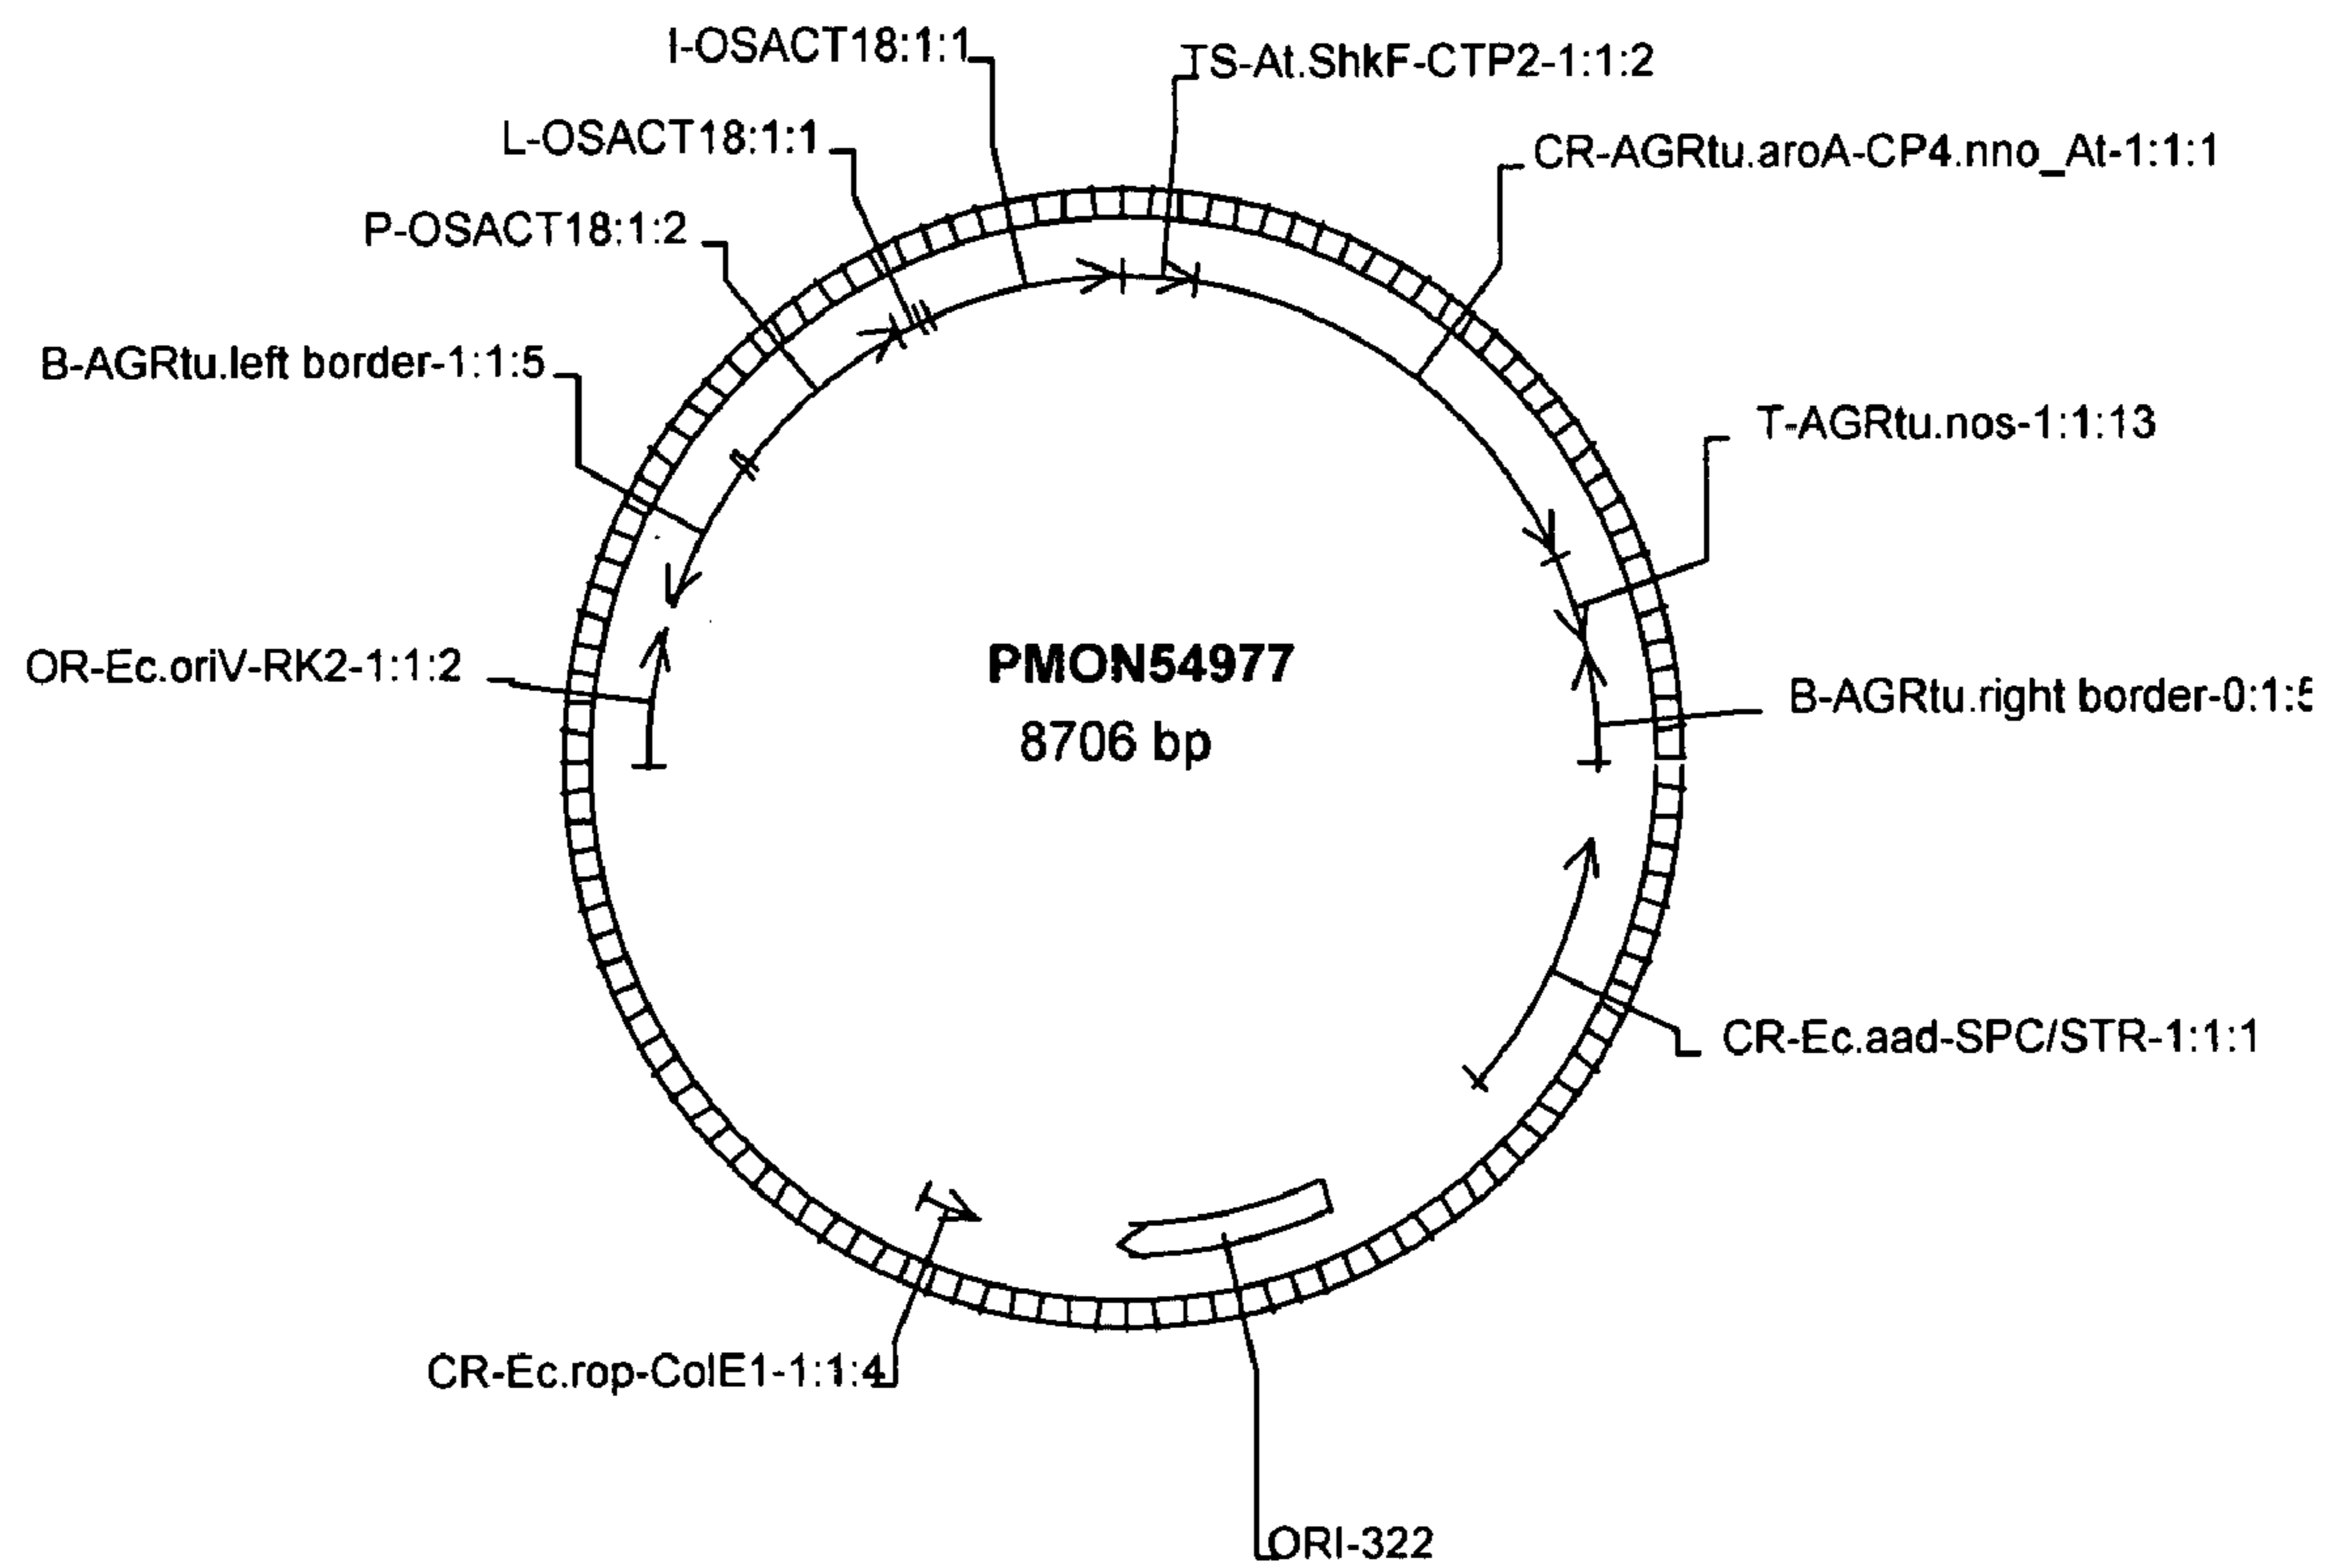 I-OSACT18:1:1
TS-At.ShkF-CTP2-1:1:2
L-OSACT18:1:1
CR-AGRtu.aroA-CP4.nno_At-1:1:1
P-OSACT18:1:2
B-AGRtu.left border-1:1:5
T-AGRtu.nos-1:1:13
OR-Ec.oriV-RK2-1:1:2
PMON54977
B-AGRtu.right border-0:1:5
8706 bp
CR-Ec.aad-SPC/STR-1:1:1
CR-Ec.rop-ColE1-1:1:4
ORI-322